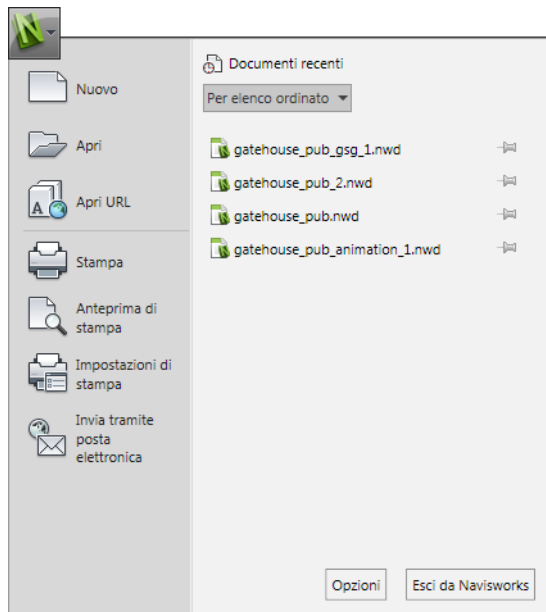 Nuovo
Apri
Apri URL
Stampa
Anteprima di
stampa
Impostazioni di
stampa
Invia tramite
posta
elettronica
Documenti recenti
Per elenco ordinato
gatehouse_pub_gsg_1.nwd
gatehouse_pub_2.nwd
gatehouse_pub.nwd
gatehouse_pub_animation_1.nwd
Opzioni
Esci da Navisworks